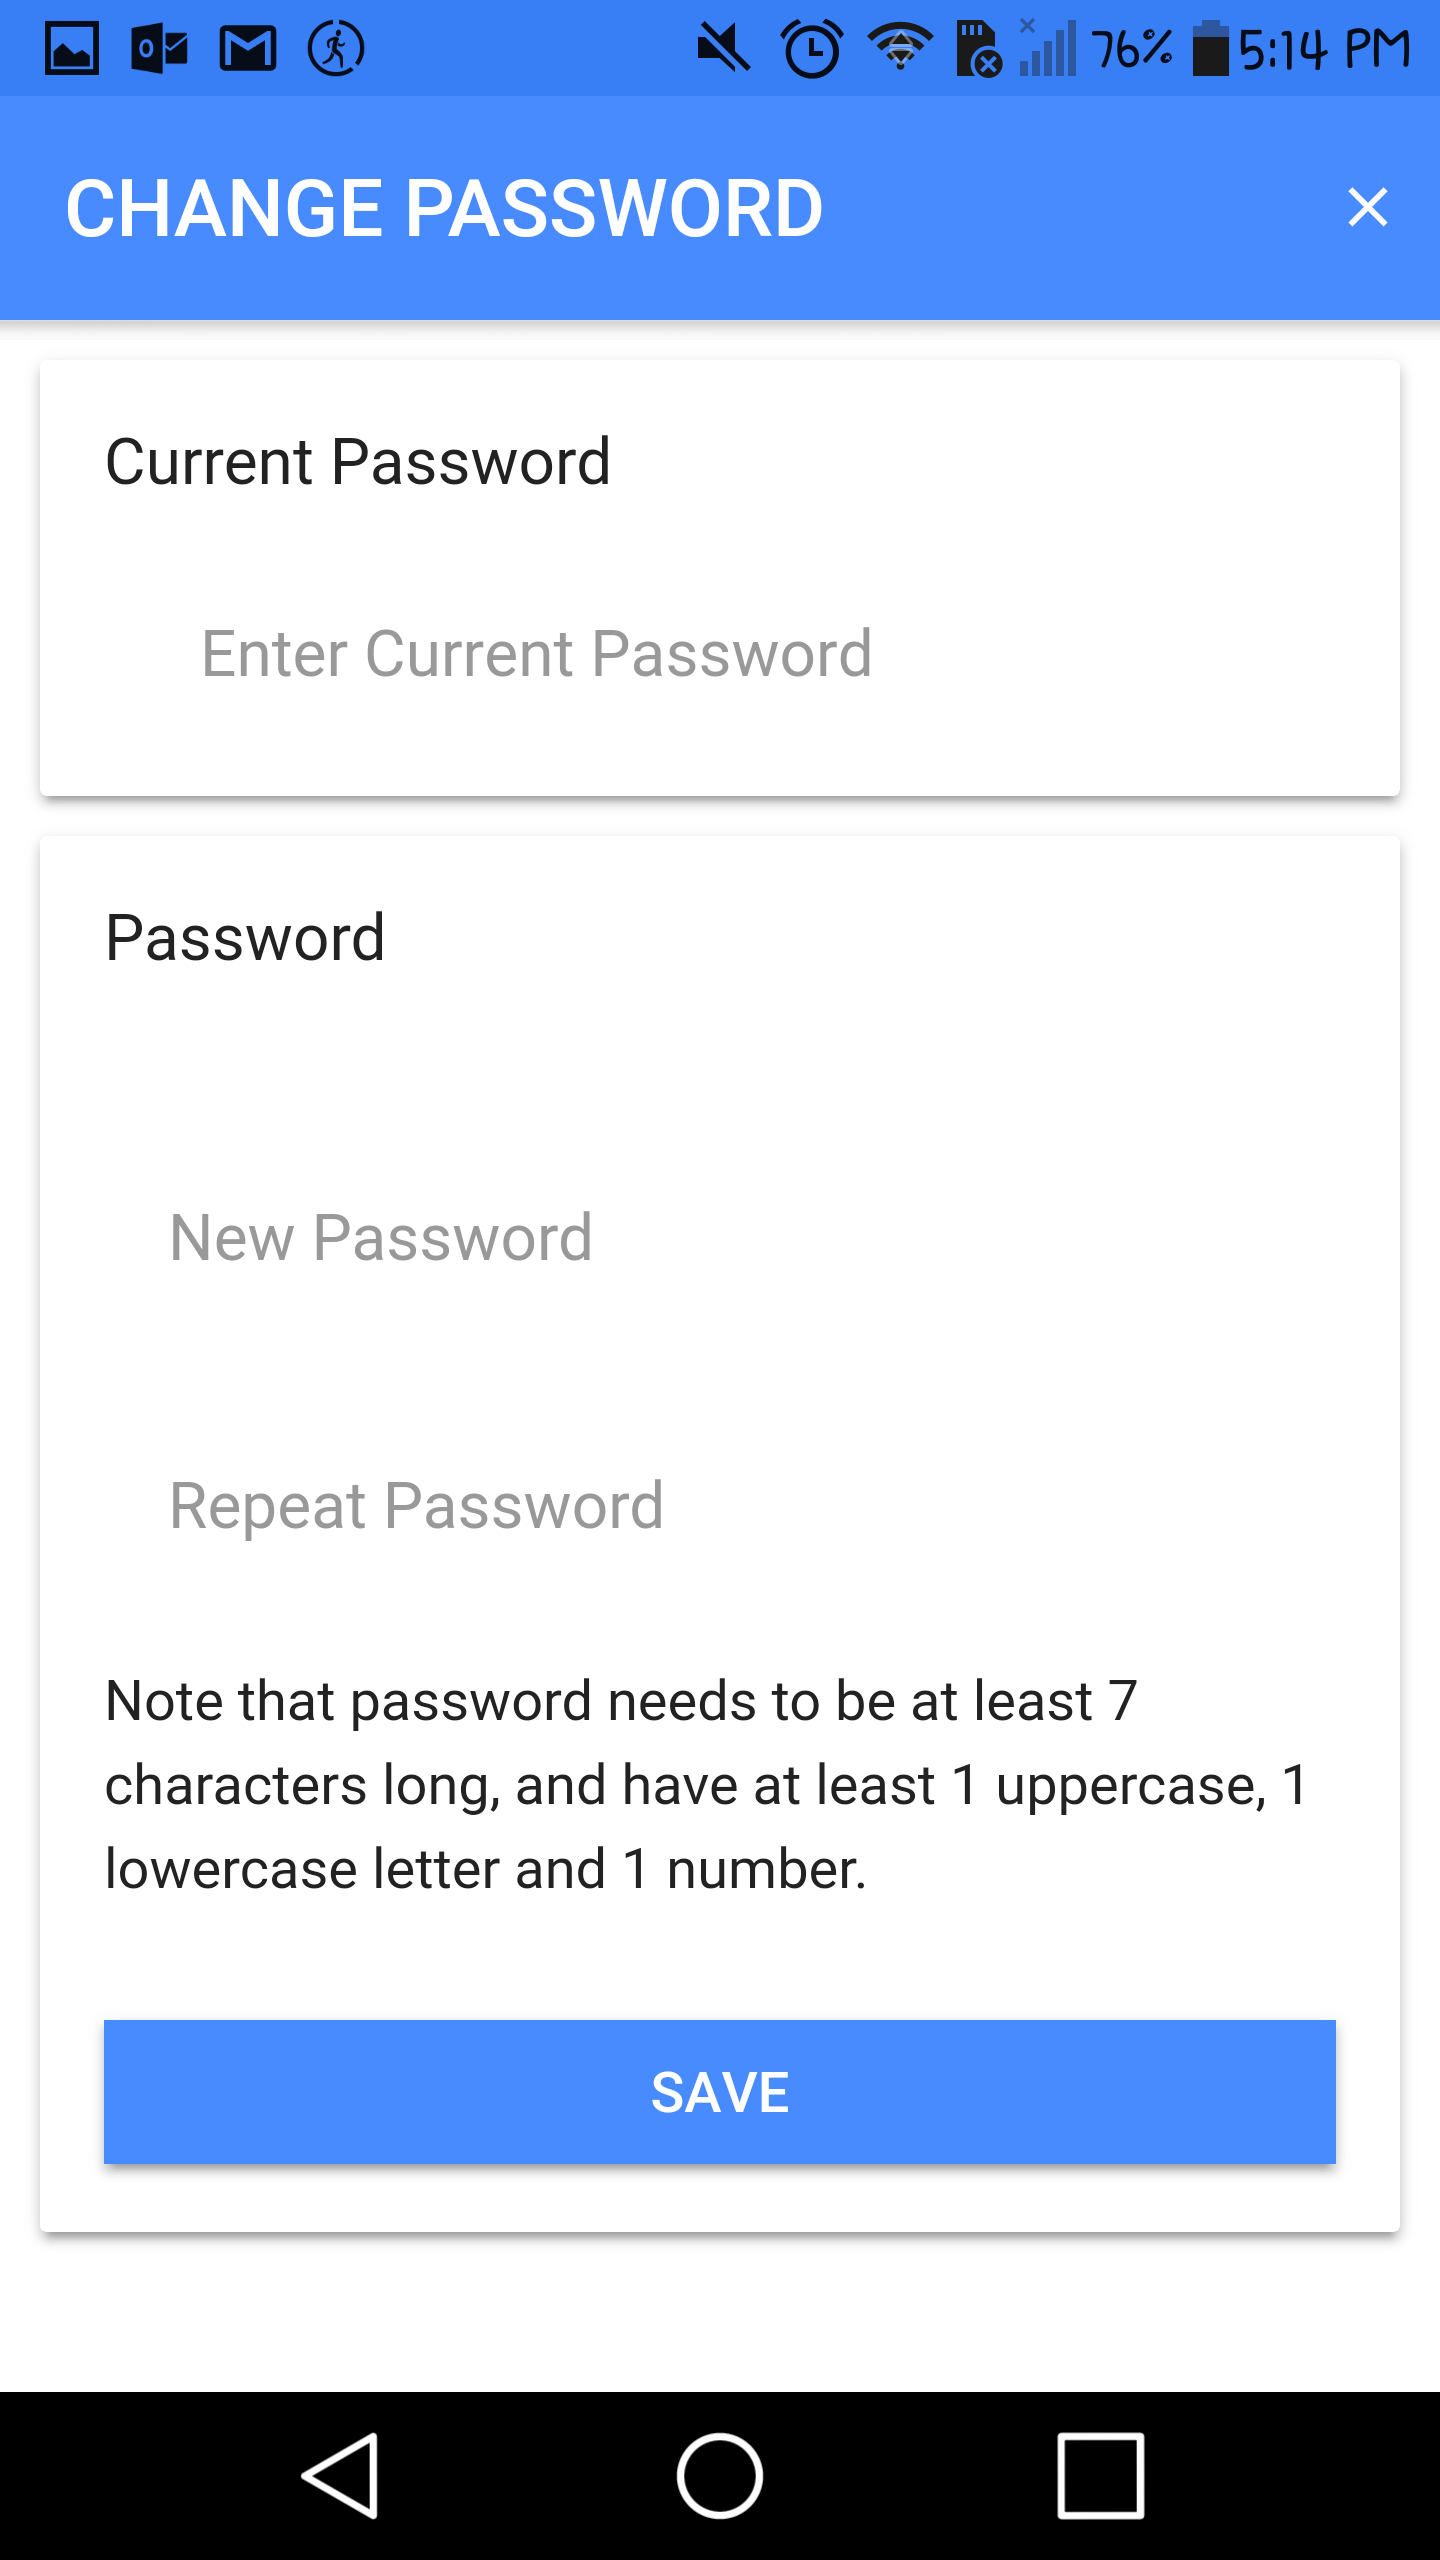 76% 5:14 PM
CHANGE PASSWORD
Current Password
Enter Current Password
Password
New Password
Repeat Password
Note that password needs to be at least 7
characters long, and have at least 1 uppercase, 1
lowercase letter and 1 number.
SAVE